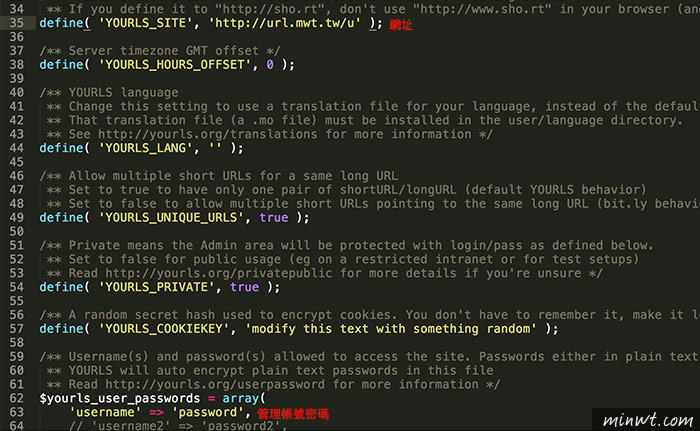 34 ** If you define it to "http://sho.rt", don't use "http://www.sho.rt" in your browser (and
35 define( 'YOURLS_SITE', 'http://url.mwt.tw/u' ); 網址
36
37 /** Server timezone GMT offset */
38 define( 'YOURLS_HOURS_OFFSET', 0 );
39
40 /** YOURLS language
41 ** Change this setting to use a translation file for your language, instead of the default
42 ** That translation file (a .mo file) must be installed in the user/language directory.
43 ** See http://yourls.org/translations for more information */
44 define( 'YOURLS_LANG', '' );
45
46 /** Allow multiple short URLs for a same long URL
47 ** Set to true to have only one pair of shortURL/longURL (default YOURLS behavior)
48 ** Set to false to allow multiple short URLs pointing to the same long URL (bit.ly behavio
49 define( 'YOURLS_UNIQUE_URLS', true );
50
51 /** Private means the Admin area will be protected with login/pass as defined below.
52 ** Set to false for public usage (eg on a restricted intranet or for test setups)
53 ** Read http://yourls.org/privatepublic for more details if you're unsure */
54 define( 'YOURLS_PRIVATE', true );
55
56 /** A random secret hash used to encrypt cookies. You don't have to remember it, make it lo
57 define( 'YOURLS_COOKIEKEY', 'modify this text with something random' );
58
59 /** Username(s) and password(s) allowed to access the site. Passwords either in plain text
60 ** YOURLS will auto encrypt plain text passwords in this file
61 ** Read http://yourls.org/userpassword for more information */
62 $yourls_user_passwords = array(
63 'username' => 'password', 管理帳號密碼
64 // 'username2' => 'password2',
minwt.com